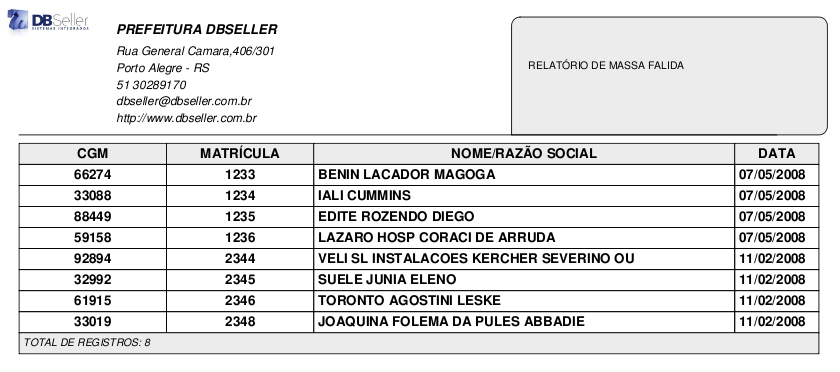 DBSeller
SISTEMAS INTEGRADOS
PREFEITURA DBSELLER
Rua General Camara,406/301
Porto Alegre - RS
51 30289170
dbseller@dbseller.com.br
http://www.dbseller.com.br
RELATÓRIO DE MASSA FALIDA
CGM MATRÍCULA NOME/RAZÃO SOCIAL DATA
66274 1233 BENIN LACADOR MAGOGA 07/05/2008
33088 1234 IALI CUMMINS 07/05/2008
88449 1235 EDITE ROZENDO DIEGO 07/05/2008
59158 1236 LAZARO HOSP CORACI DE ARRUDA 07/05/2008
92894 2344 VELI SL INSTALACOES KERCHER SEVERINO OU 11/02/2008
32992 2345 SUELE JUNIA ELENO 11/02/2008
61915 2346 TORONTO AGOSTINI LESKE 11/02/2008
33019 2348 JOAQUINA FOLEMA DA PULES ABBADIE 11/02/2008
TOTAL DE REGISTROS: 8